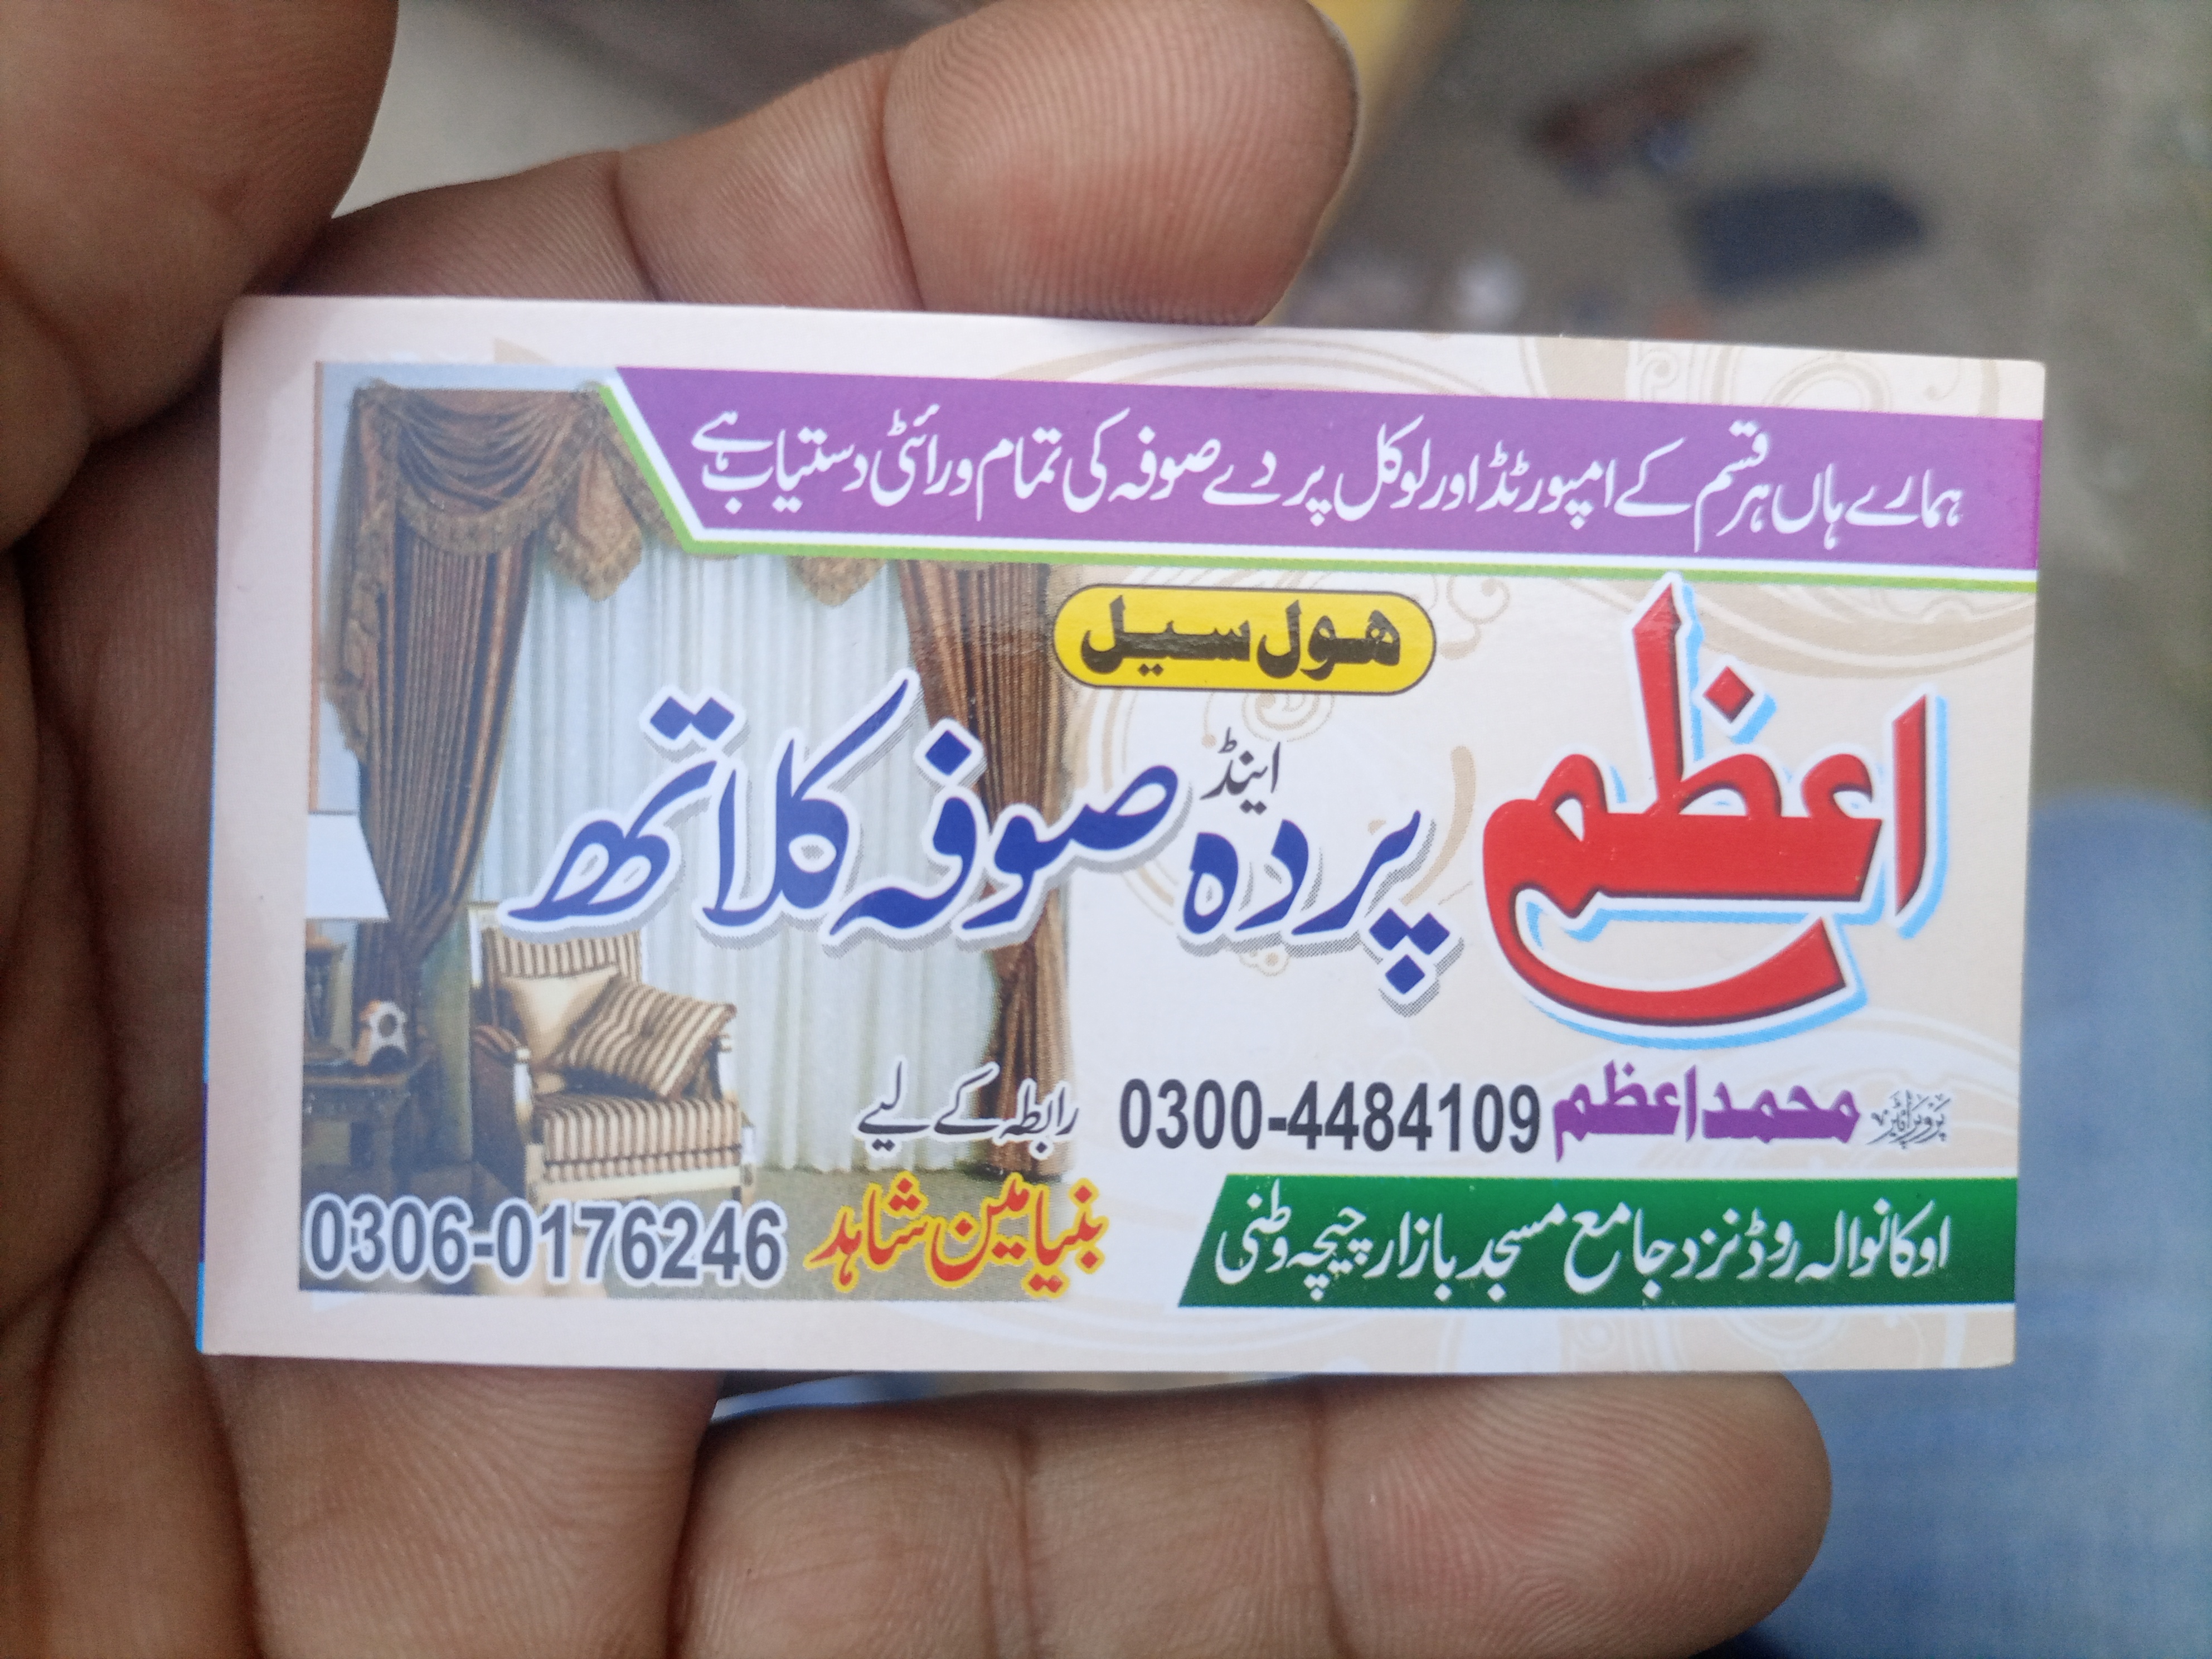 ہمارے ہاں ہر قسم کے امپورٹڈ اور لوکل پردے صوفہ کی تمام ورائٹی دستیاب ہے
ہول سیل
اعظم پردہ اینڈ صوفہ کلاتھ
پروپرائٹر محمد اعظم 0300-4484109
رابطہ کے لیے
بنیامین شاہد 0306-0176246
اوکانوالہ روڈ نزد جامع مسجد بازار چیچہ وطنی